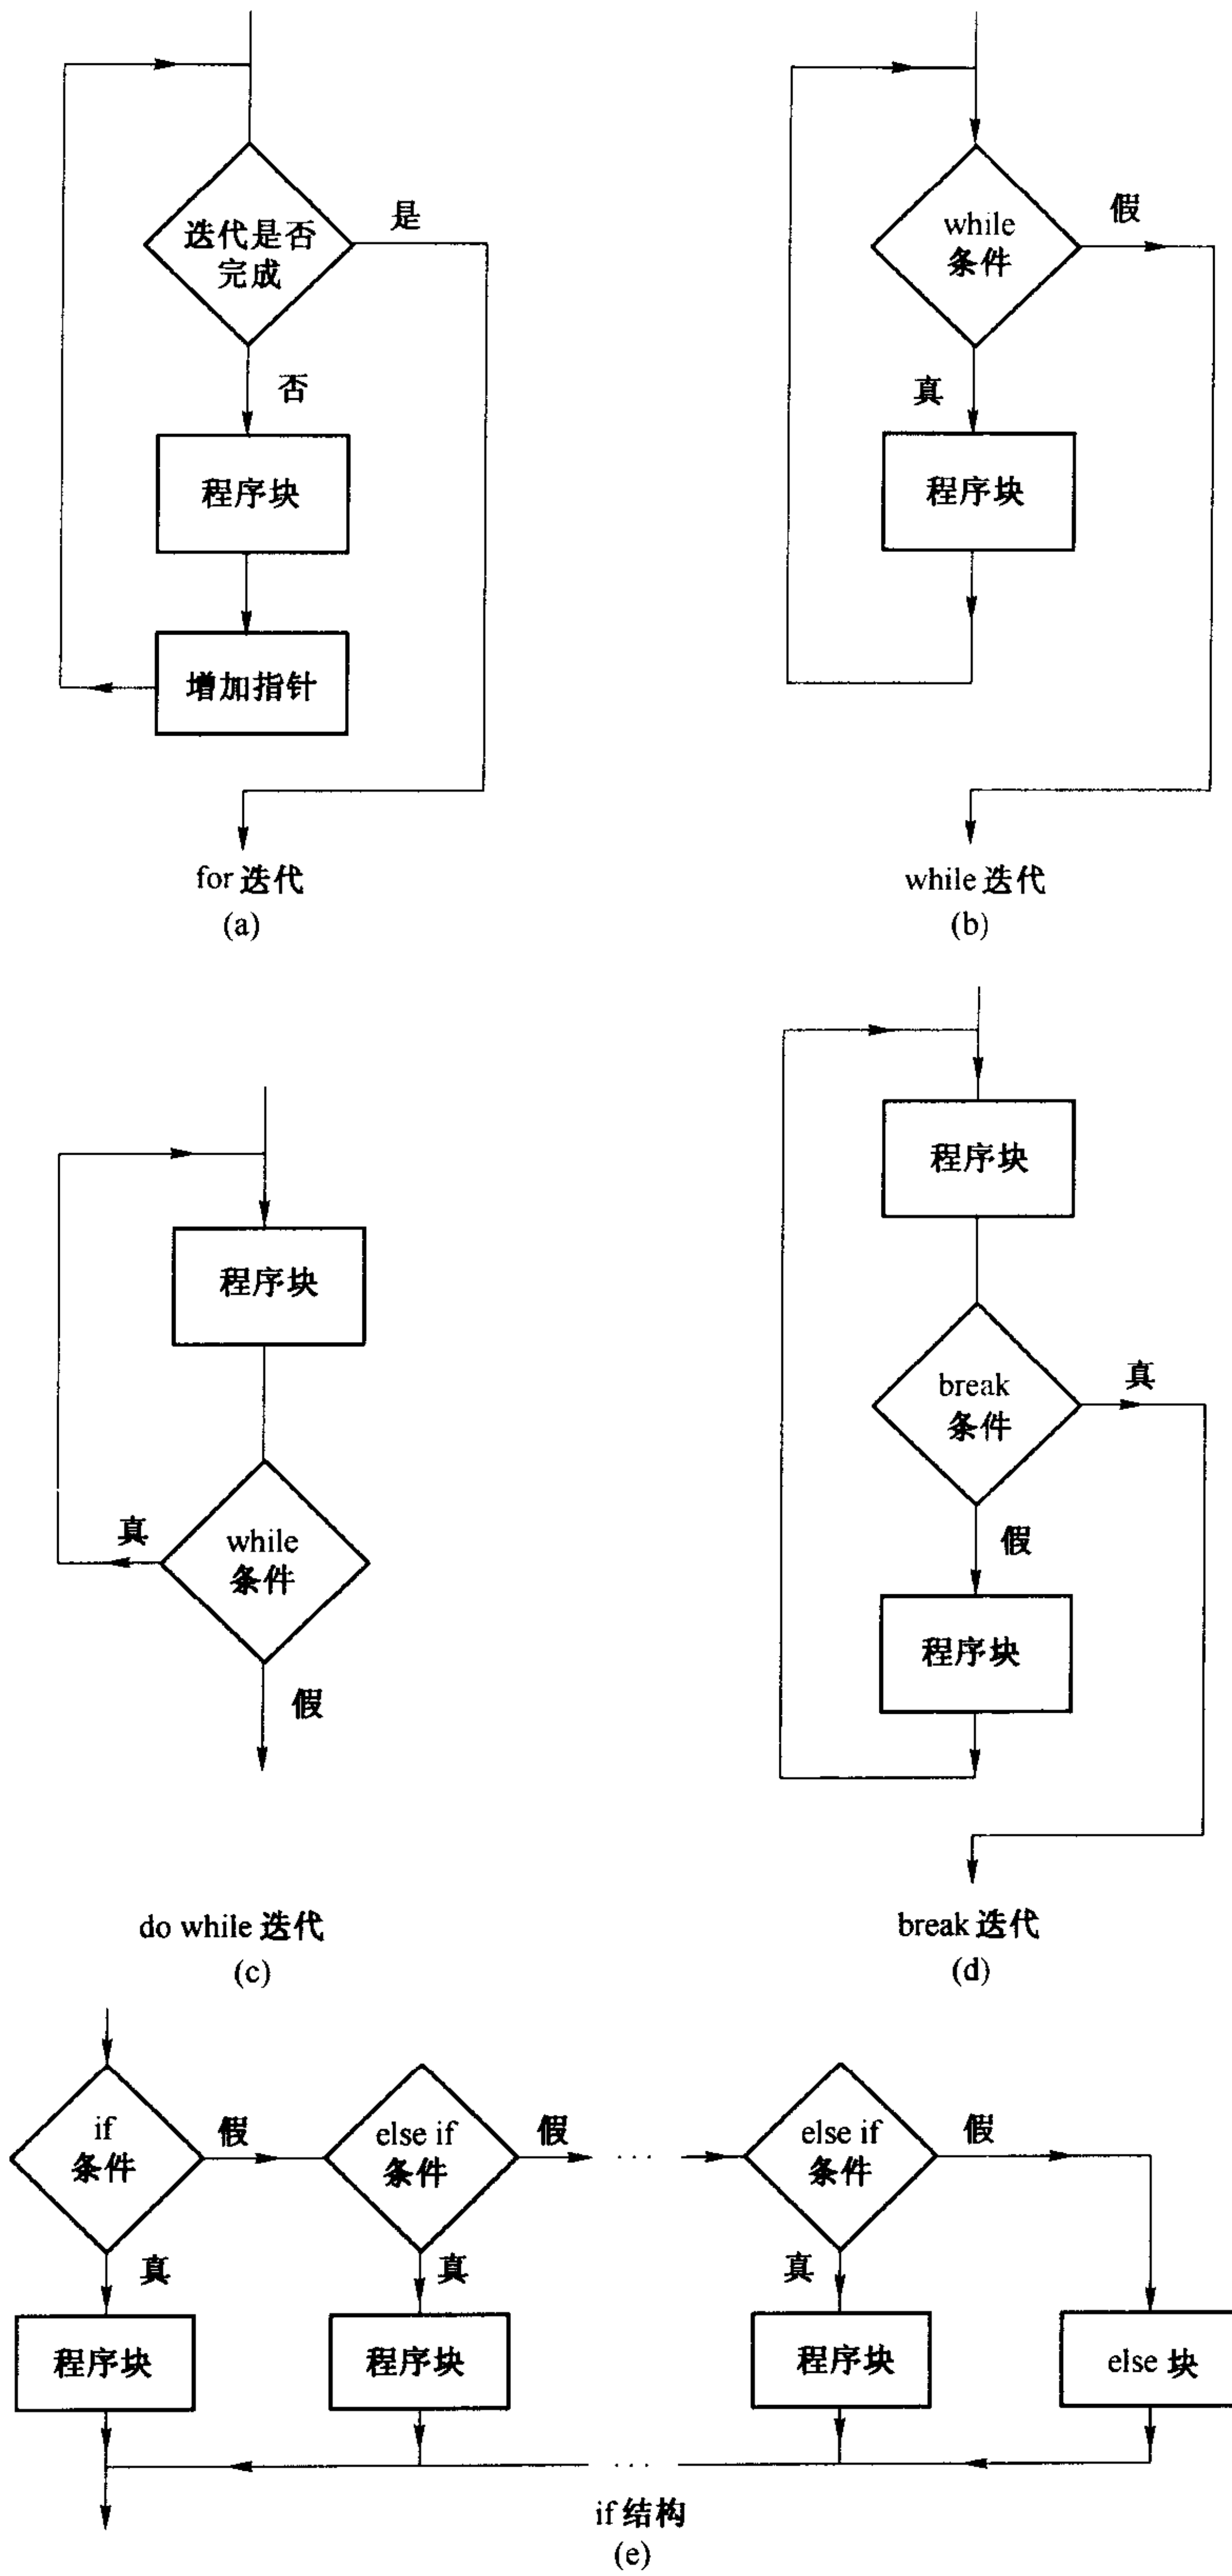 迭代是否
完成
是
否
程序块
增加指针
for 迭代
(a)
while
条件
假
真
程序块
while 迭代
(b)
程序块
while
条件
真
假
do while 迭代
(c)
程序块
break
条件
真
假
程序块
break 迭代
(d)
if
条件
假
else if
条件
假
...
else if
条件
假
真
真
真
程序块
程序块
程序块
else 块
...
if 结构
(e)